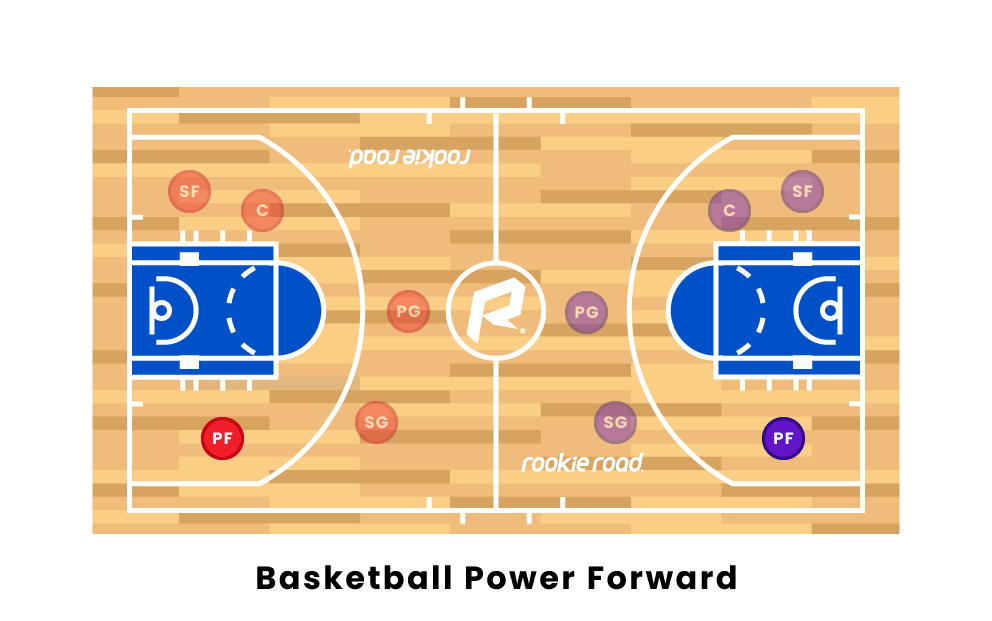 rookie road
SF
SF
C
C
PG
PG
R
SG
SG
PF
PF
rookie road
Basketball Power Forward